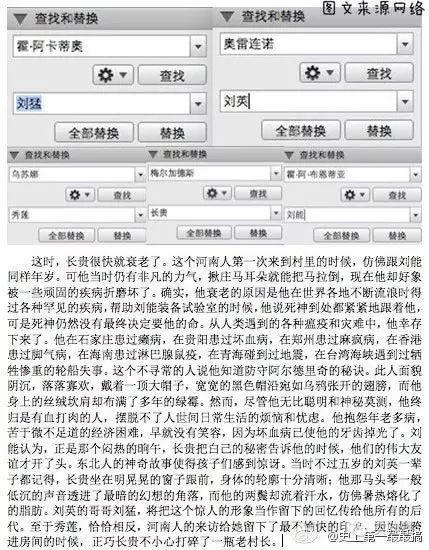 图文来源网络
查找和替换
霍·阿卡蒂奥
查找
刘猛
全部替换 替换
查找和替换
奥雷连诺
查找
刘英
全部替换 替换
查找和替换
乌苏娜
查找
秀莲
全部替换 替换
查找和替换
梅尔加德斯
查找
长贵
全部替换 替换
查找和替换
霍·阿·布恩蒂亚
查找
刘能
全部替换 替换
这时，长贵很快就衰老了。这个河南人第一次来到村里的时候，仿佛跟刘能
同样年岁。可他当时仍有非凡的力气，揪庄马耳朵就能把马拉倒，现在他却好象
被一些顽固的疾病折磨坏了。确实，他衰老的原因是他在世界各地不断流浪时得
过各种罕见的疾病，帮助刘能装备试验室的时候，他说死神到处都紧紧地跟着他，
可是死神仍然没有最终决定要他的命。从人类遇到的各种瘟疫和灾难中，他幸存
下来了。他在石家庄患过癞病，在贵阳患过坏血病，在郑州患过麻疯病，在香港
患过脚气病，在海南患过淋巴腺鼠疫，在青海碰到过地震，在台湾海峡遇到过牺
牲惨重的轮船失事。这个不寻常的人说他知道防守阿尔德里奇的秘诀。此人面貌
阴沉，落落寡欢，戴着一顶大帽子，宽宽的黑色帽沿宛如乌鸦张开的翅膀，而他
身上的丝绒坎肩却布满了多年的绿霉。然而，尽管他无比聪明和神秘莫测，他终
归是有血打肉的人，摆脱不了人世间日常生活的烦恼和忧虑。他抱怨年老多病，
苦于微不足道的经济困难，早就没有笑容，因为坏血病已使他的牙齿掉光了。刘
能认为，正是那个闷热的晌午，长贵把白己的秘密告诉他的时候，他们的伟大友
谊才开了头。东北人的神奇故事使得孩子们感到惊讶。当时不过五岁的刘英一辈
子都记得，长贵坐在明晃晃的窗子跟前，身体的轮廓十分清晰；他那马头琴一般
低沉的声音透进了最暗的幻想的角落，而他的两鬓却流着汗水，仿佛暑热熔化了
的脂肪。刘英的哥哥刘猛，将把这个惊人的形象当作留下的回忆传给他所有的后
代。至于秀莲，恰恰相反，河南人的来访给她留下了最不愉快的印象，因为她跨
进房间的时候，正巧长贵不小心打碎了一瓶老村长。
@史上第一最最搞